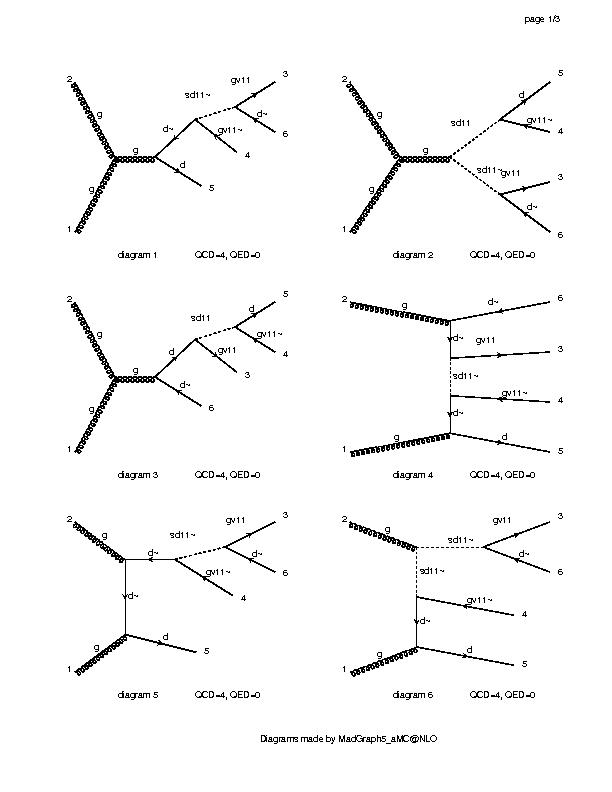 page 1/3
2
g
g
1
g
d~
d
sd11~
gv11
d~
gv11~
3
6
4
5
diagram 1 QCD=4, QED=0
2
g
g
1
g
sd11
d
gv11~
sd11~
gv11
d~
5
4
3
6
diagram 2 QCD=4, QED=0
2
g
g
1
g
d
d~
sd11
d
gv11~
gv11
5
4
3
6
diagram 3 QCD=4, QED=0
2
g
d~
6
d~
gv11
3
sd11~
gv11~
4
d~
1
g
d
5
diagram 4 QCD=4, QED=0
2
g
d~
sd11~
gv11
3
d~
6
gv11~
4
d~
1
g
d
5
diagram 5 QCD=4, QED=0
2
g
sd11~
gv11
3
d~
6
sd11~
gv11~
4
d~
1
g
d
5
diagram 6 QCD=4, QED=0
Diagrams made by MadGraph5_aMC@NLO